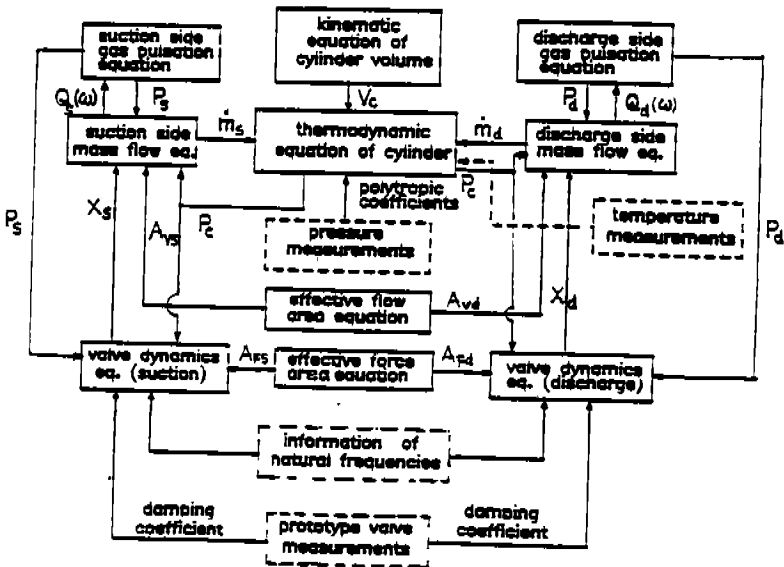 suction side
gas pulsation
equation
kinematic
equation of
cylinder volume
discharge side
gas pulsation
equation
Qs(ω)
Ps
Vc
Pd
Qd(ω)
suction side
mass flow eq.
ṁs
thermodynamic
equation of cylinder
ṁd
discharge side
mass flow eq.
Pc
polytropic
coefficients
Ps
Xs
Avs
Pc
pressure
measurements
temperature
measurements
Pd
effective flow
area equation
Avd
Xd
valve dynamics
eq. (suction)
AFs
effective force
area equation
AFd
valve dynamics
eq. (discharge)
information of
natural frequencies
damping
coefficient
prototype valve
measurements
damping
coefficient